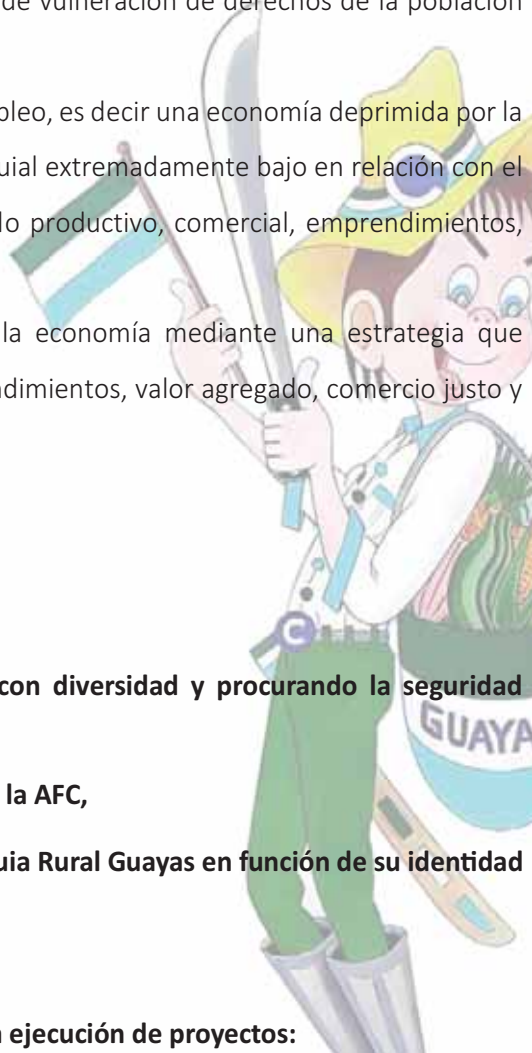 de vulneración de derechos de la población
pleo, es decir una economía deprimida por la
uial extremadamente bajo en relación con el
lo productivo, comercial, emprendimientos,
la economía mediante una estrategia que
ndimientos, valor agregado, comercio justo y
C
con diversidad y procurando la seguridad
GUAYA
la AFC,
uia Rural Guayas en función de su identidad
n ejecución de proyectos: